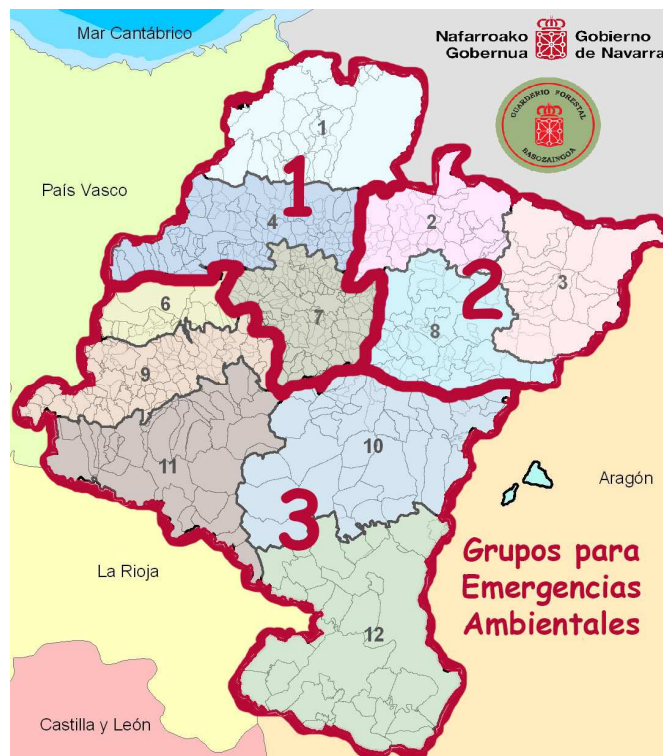 Mar Cantábrico
Nafarroako
Gobernua
Gobierno
de Navarra
GUARDERIO FORESTAL
BASOZAINGOA
País Vasco
1
1
4
2
3
2
6
7
8
9
10
11
Aragón
3
La Rioja
Grupos para
Emergencias
Ambientales
12
Castilla y León